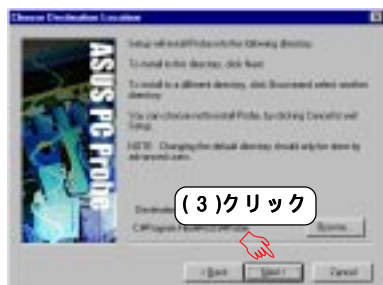 Choose Destination Location
ASUS PC Probe
Setup will install Probe into the following directory.
To install to this directory, click Next.
To install to a different directory, click Browse and select another
directory.
You can choose not to install Probe, by clicking Cancel to exit
Setup.
NOTE: Changing the default directory should only be done by
advanced users.
Destination
(3)クリック
Browse...
< Back
Next >
Cancel